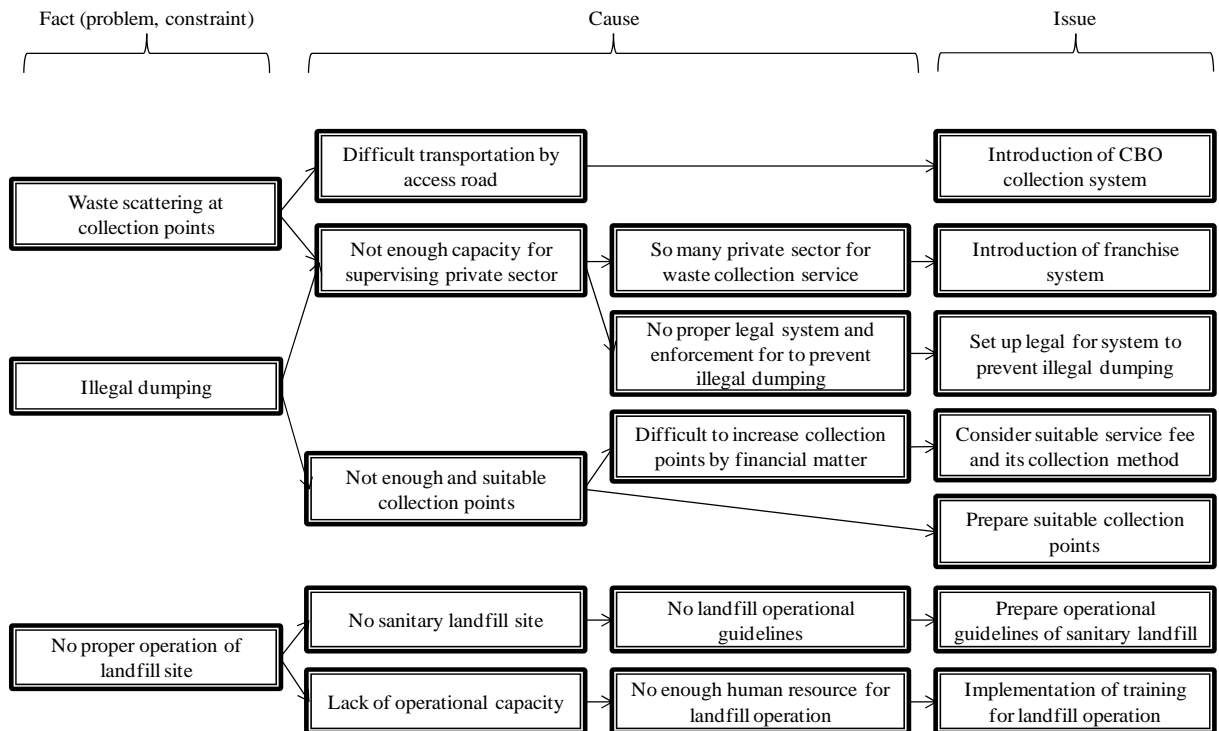 Fact (problem, constraint)
Cause
Issue
Difficult transportation by
access road
Introduction of CBO
collection system
Waste scattering at
collection points
Not enough capacity for
supervising private sector
So many private sector for
waste collection service
Introduction of franchise
system
No proper legal system and
enforcement for to prevent
illegal dumping
Set up legal for system to
prevent illegal dumping
Illegal dumping
Difficult to increase collection
points by financial matter
Consider suitable service fee
and its collection method
Not enough and suitable
collection points
Prepare suitable collection
points
No sanitary landfill site
No landfill operational
guidelines
Prepare operational
guidelines of sanitary landfill
No proper operation of
landfill site
Lack of operational capacity
No enough human resource for
landfill operation
Implementation of training
for landfill operation